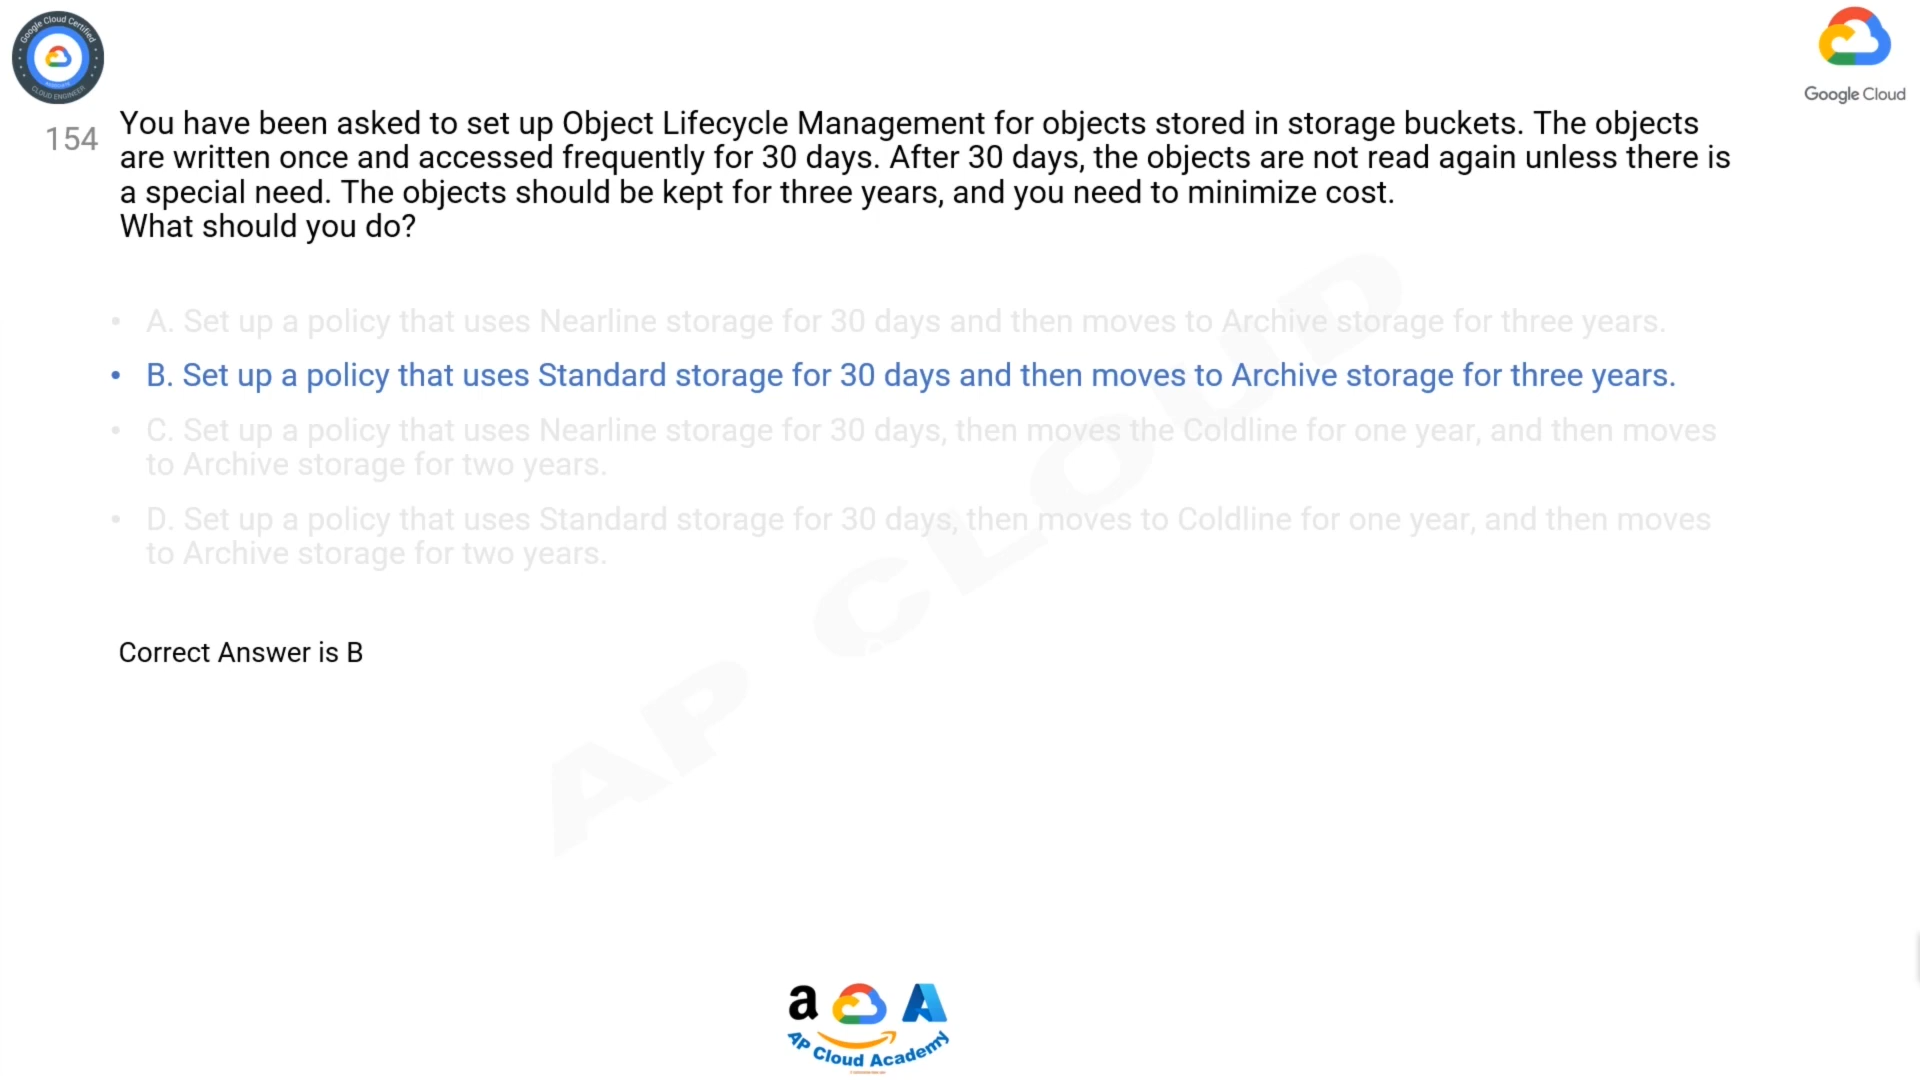 Google Cloud Certified
ASSOCIATE
CLOUD ENGINEER
Google Cloud
154
You have been asked to set up Object Lifecycle Management for objects stored in storage buckets. The objects
are written once and accessed frequently for 30 days. After 30 days, the objects are not read again unless there is
a special need. The objects should be kept for three years, and you need to minimize cost.
What should you do?
• A. Set up a policy that uses Nearline storage for 30 days and then moves to Archive storage for three years.
• B. Set up a policy that uses Standard storage for 30 days and then moves to Archive storage for three years.
• C. Set up a policy that uses Nearline storage for 30 days, then moves the Coldline for one year, and then moves
to Archive storage for two years.
• D. Set up a policy that uses Standard storage for 30 days, then moves to Coldline for one year, and then moves
to Archive storage for two years.
Correct Answer is B
AP CLOUD
a
AP Cloud Academy